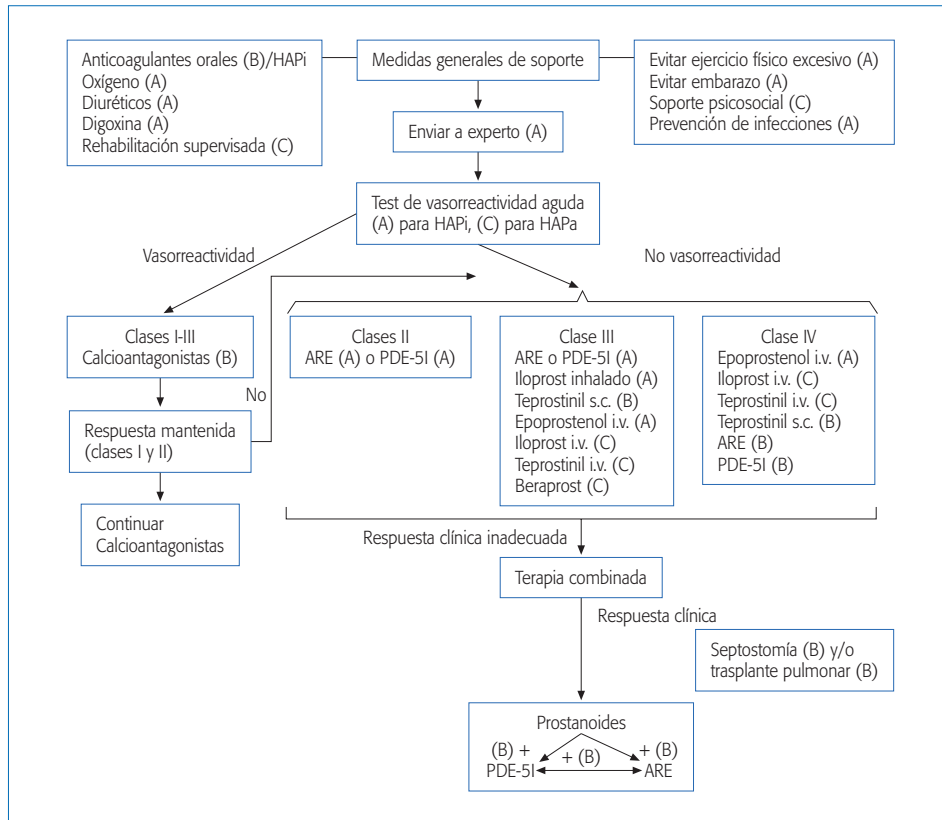 Anticoagulantes orales (B)/HAPi
Oxígeno (A)
Diuréticos (A)
Digoxina (A)
Rehabilitación supervisada (C)
Medidas generales de soporte
Evitar ejercicio físico excesivo (A)
Evitar embarazo (A)
Soporte psicosocial (C)
Prevención de infecciones (A)
Enviar a experto (A)
Test de vasorreactividad aguda
(A) para HAPi, (C) para HAPa
Vasorreactividad
No vasorreactividad
Clases I-III
Calcioantagonistas (B)
No
Respuesta mantenida
(clases I y II)
Continuar
Calcioantagonistas
Clases II
ARE (A) o PDE-5I (A)
Clase III
ARE o PDE-5I (A)
Iloprost inhalado (A)
Teprostinil s.c. (B)
Epoprostenol i.v. (A)
Iloprost i.v. (C)
Teprostinil i.v. (C)
Beraprost (C)
Clase IV
Epoprostenol i.v. (A)
Iloprost i.v. (C)
Teprostinil i.v. (C)
Teprostinil s.c. (B)
ARE (B)
PDE-5I (B)
Respuesta clínica inadecuada
Terapia combinada
Respuesta clínica
Septostomía (B) y/o
trasplante pulmonar (B)
Prostanoides
(B) + + (B) + (B)
PDE-5I ARE